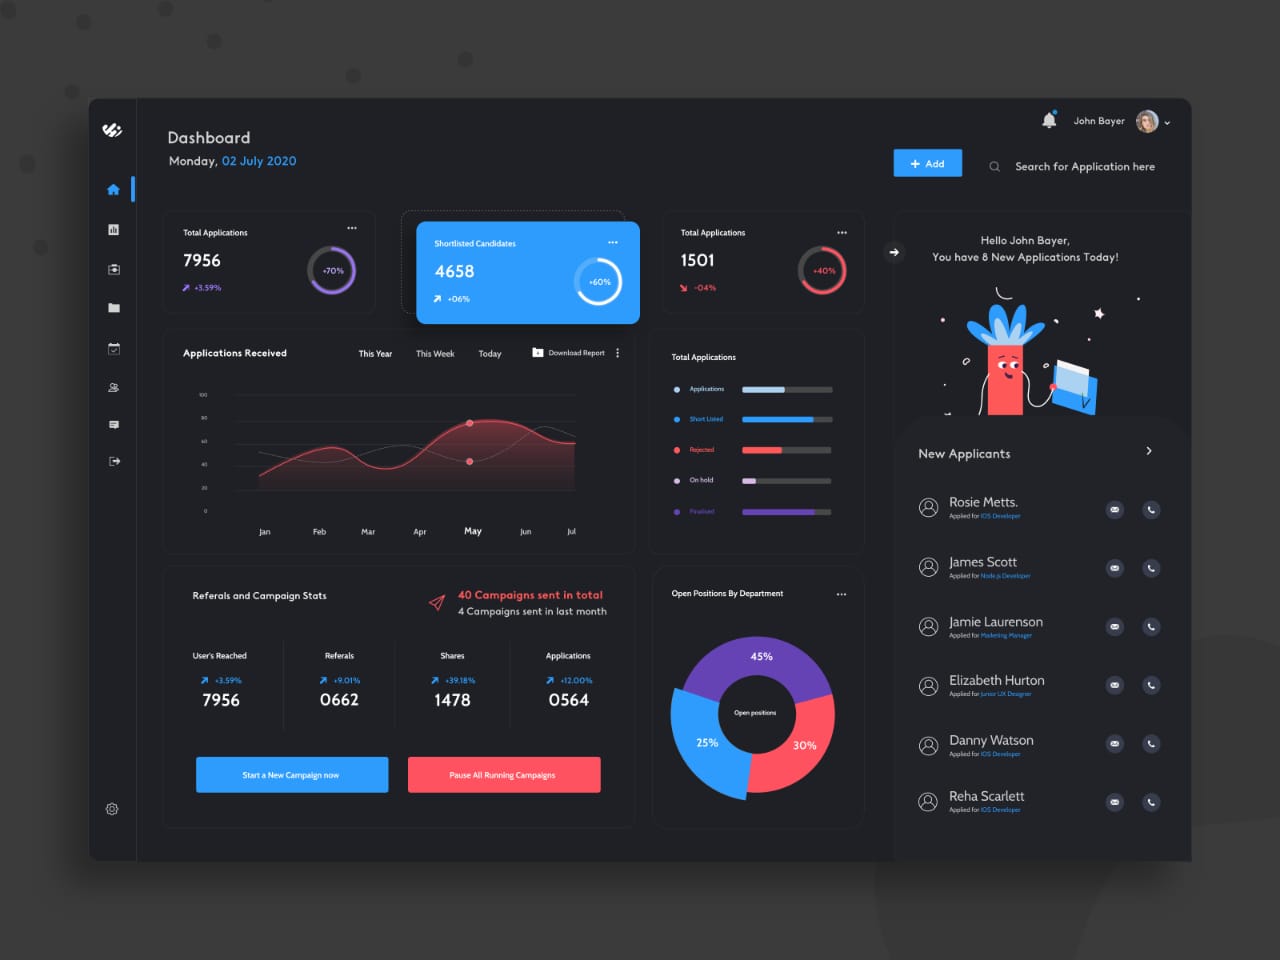 Dashboard
Monday, 02 July 2020
John Bayer
+ Add
Search for Application here
Total Applications
7956
+70%
+3.59%
Shortlisted Candidates
4658
+60%
+06%
Total Applications
1501
+40%
-04%
Hello John Bayer,
You have 8 New Applications Today!
Applications Received
This Year
This Week
Today
Download Report
100
80
60
40
20
0
Jan
Feb
Mar
Apr
May
Jun
Jul
Total Applications
Applications
Short Lised
Rejected
On hold
Finalised
Referals and Campaign Stats
40 Campaigns sent in total
4 Campaigns sent in last month
User's Reached
+3.59%
7956
Referals
+9.01%
0662
Shares
+39.18%
1478
Applications
+12.00%
0564
Start a New Campaign now
Pause All Running Campaigns
Open Positions By Department
45%
Open positions
25%
30%
New Applicants
Rosie Metts.
Applied for IOS Developer
James Scott
Applied for Node.js Developer
Jamie Laurenson
Applied for Marketing Manager
Elizabeth Hurton
Applied for Junior UX Designer
Danny Watson
Applied for IOS Developer
Reha Scarlett
Applied for IOS Developer